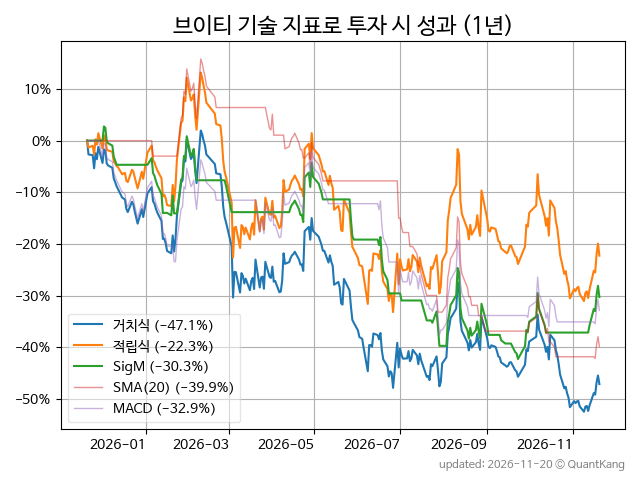 브이티 기술 지표로 투자 시 성과 (1년)
10%
0%
−10%
−20%
−30%
−40%
−50%
거치식 (−47.1%)
적립식 (−22.3%)
SigM (−30.3%)
SMA(20) (−39.9%)
MACD (−32.9%)
2026−01
2026−03
2026−05
2026−07
2026−09
2026−11
updated: 2026−11−20 ⓒ QuantKang